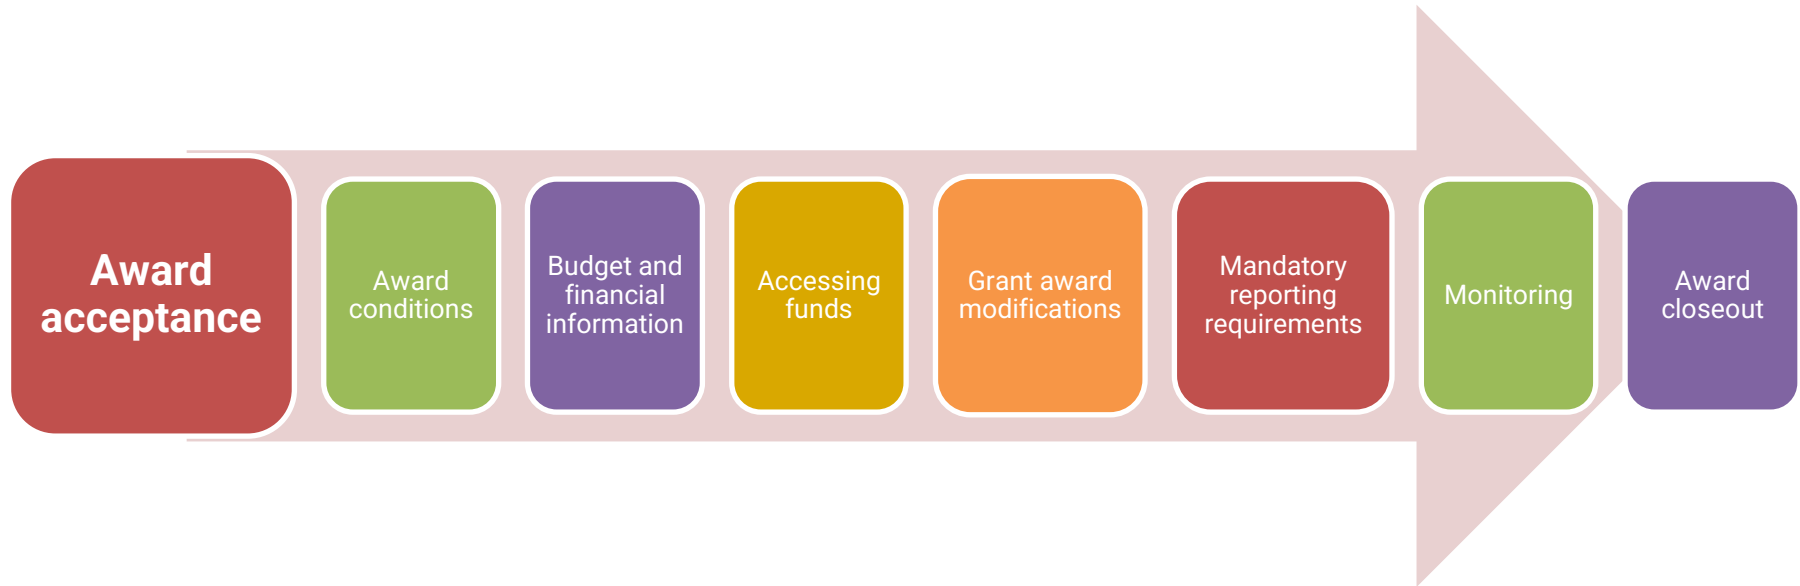 Award
acceptance
Award
conditions
Budget and
financial
information
Accessing
funds
Grant award
modifications
Mandatory
reporting
requirements
Monitoring
Award
closeout